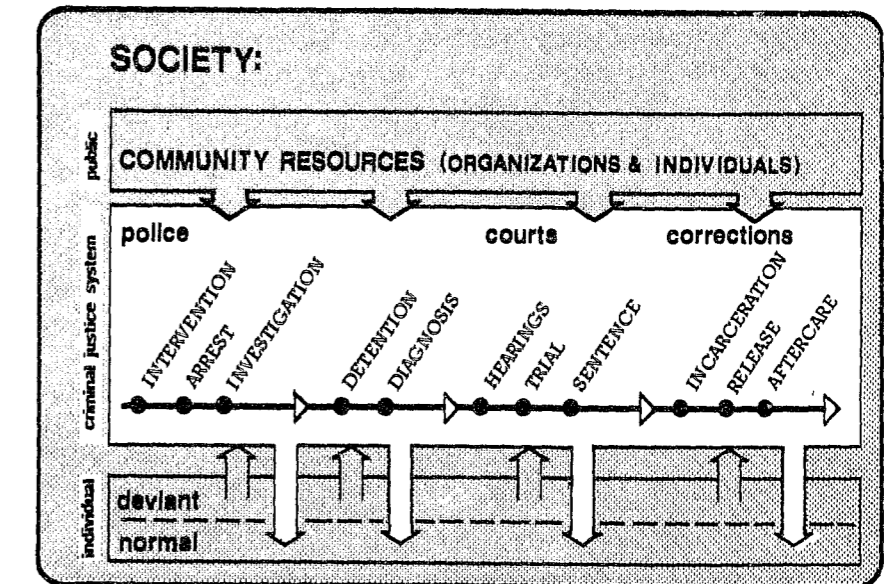 SOCIETY:
public
COMMUNITY RESOURCES (ORGANIZATIONS & INDIVIDUALS)
criminal justice system
police
courts
corrections
INTERVENTION
ARREST
INVESTIGATION
DETENTION
DIAGNOSIS
HEARINGS
TRIAL
SENTENCE
INCARCERATION
RELEASE
AFTERCARE
individual
deviant
normal